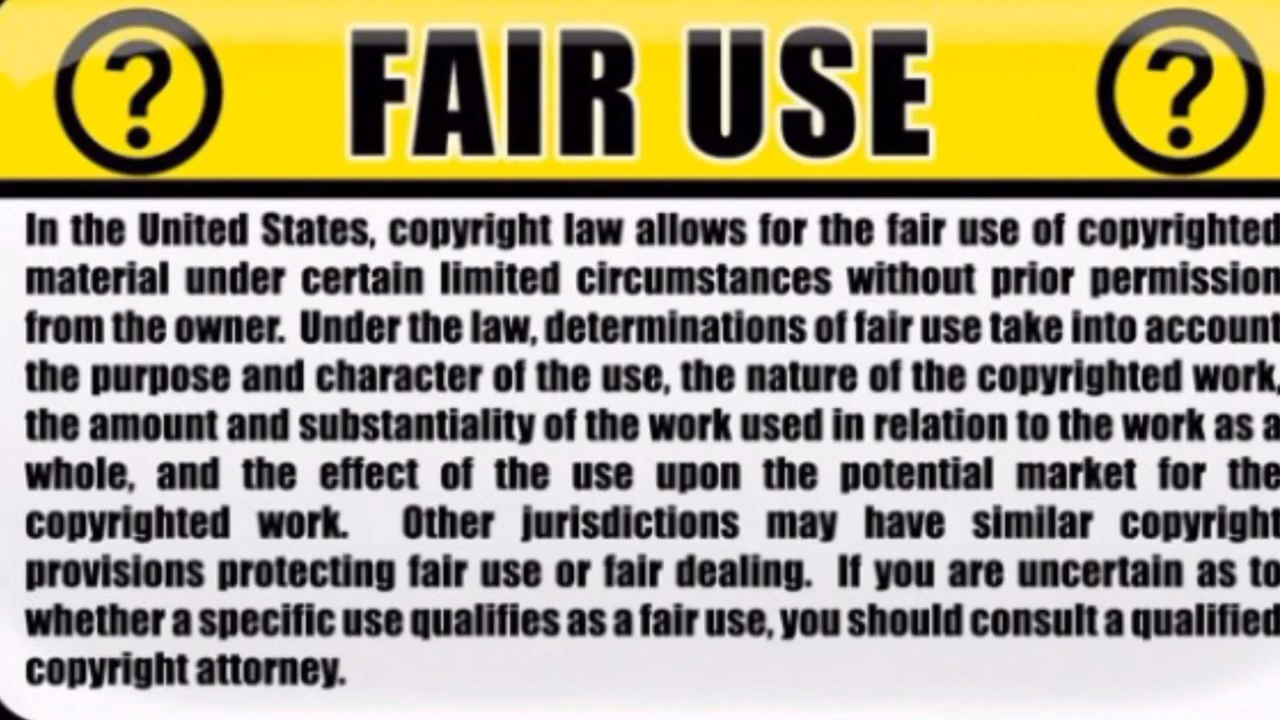 ? FAIR USE ?
In the United States, copyright law allows for the fair use of copyrighted
material under certain limited circumstances without prior permission
from the owner. Under the law, determinations of fair use take into account
the purpose and character of the use, the nature of the copyrighted work,
the amount and substantiality of the work used in relation to the work as a
whole, and the effect of the use upon the potential market for the
copyrighted work. Other jurisdictions may have similar copyright
provisions protecting fair use or fair dealing. If you are uncertain as to
whether a specific use qualifies as a fair use, you should consult a qualified
copyright attorney.